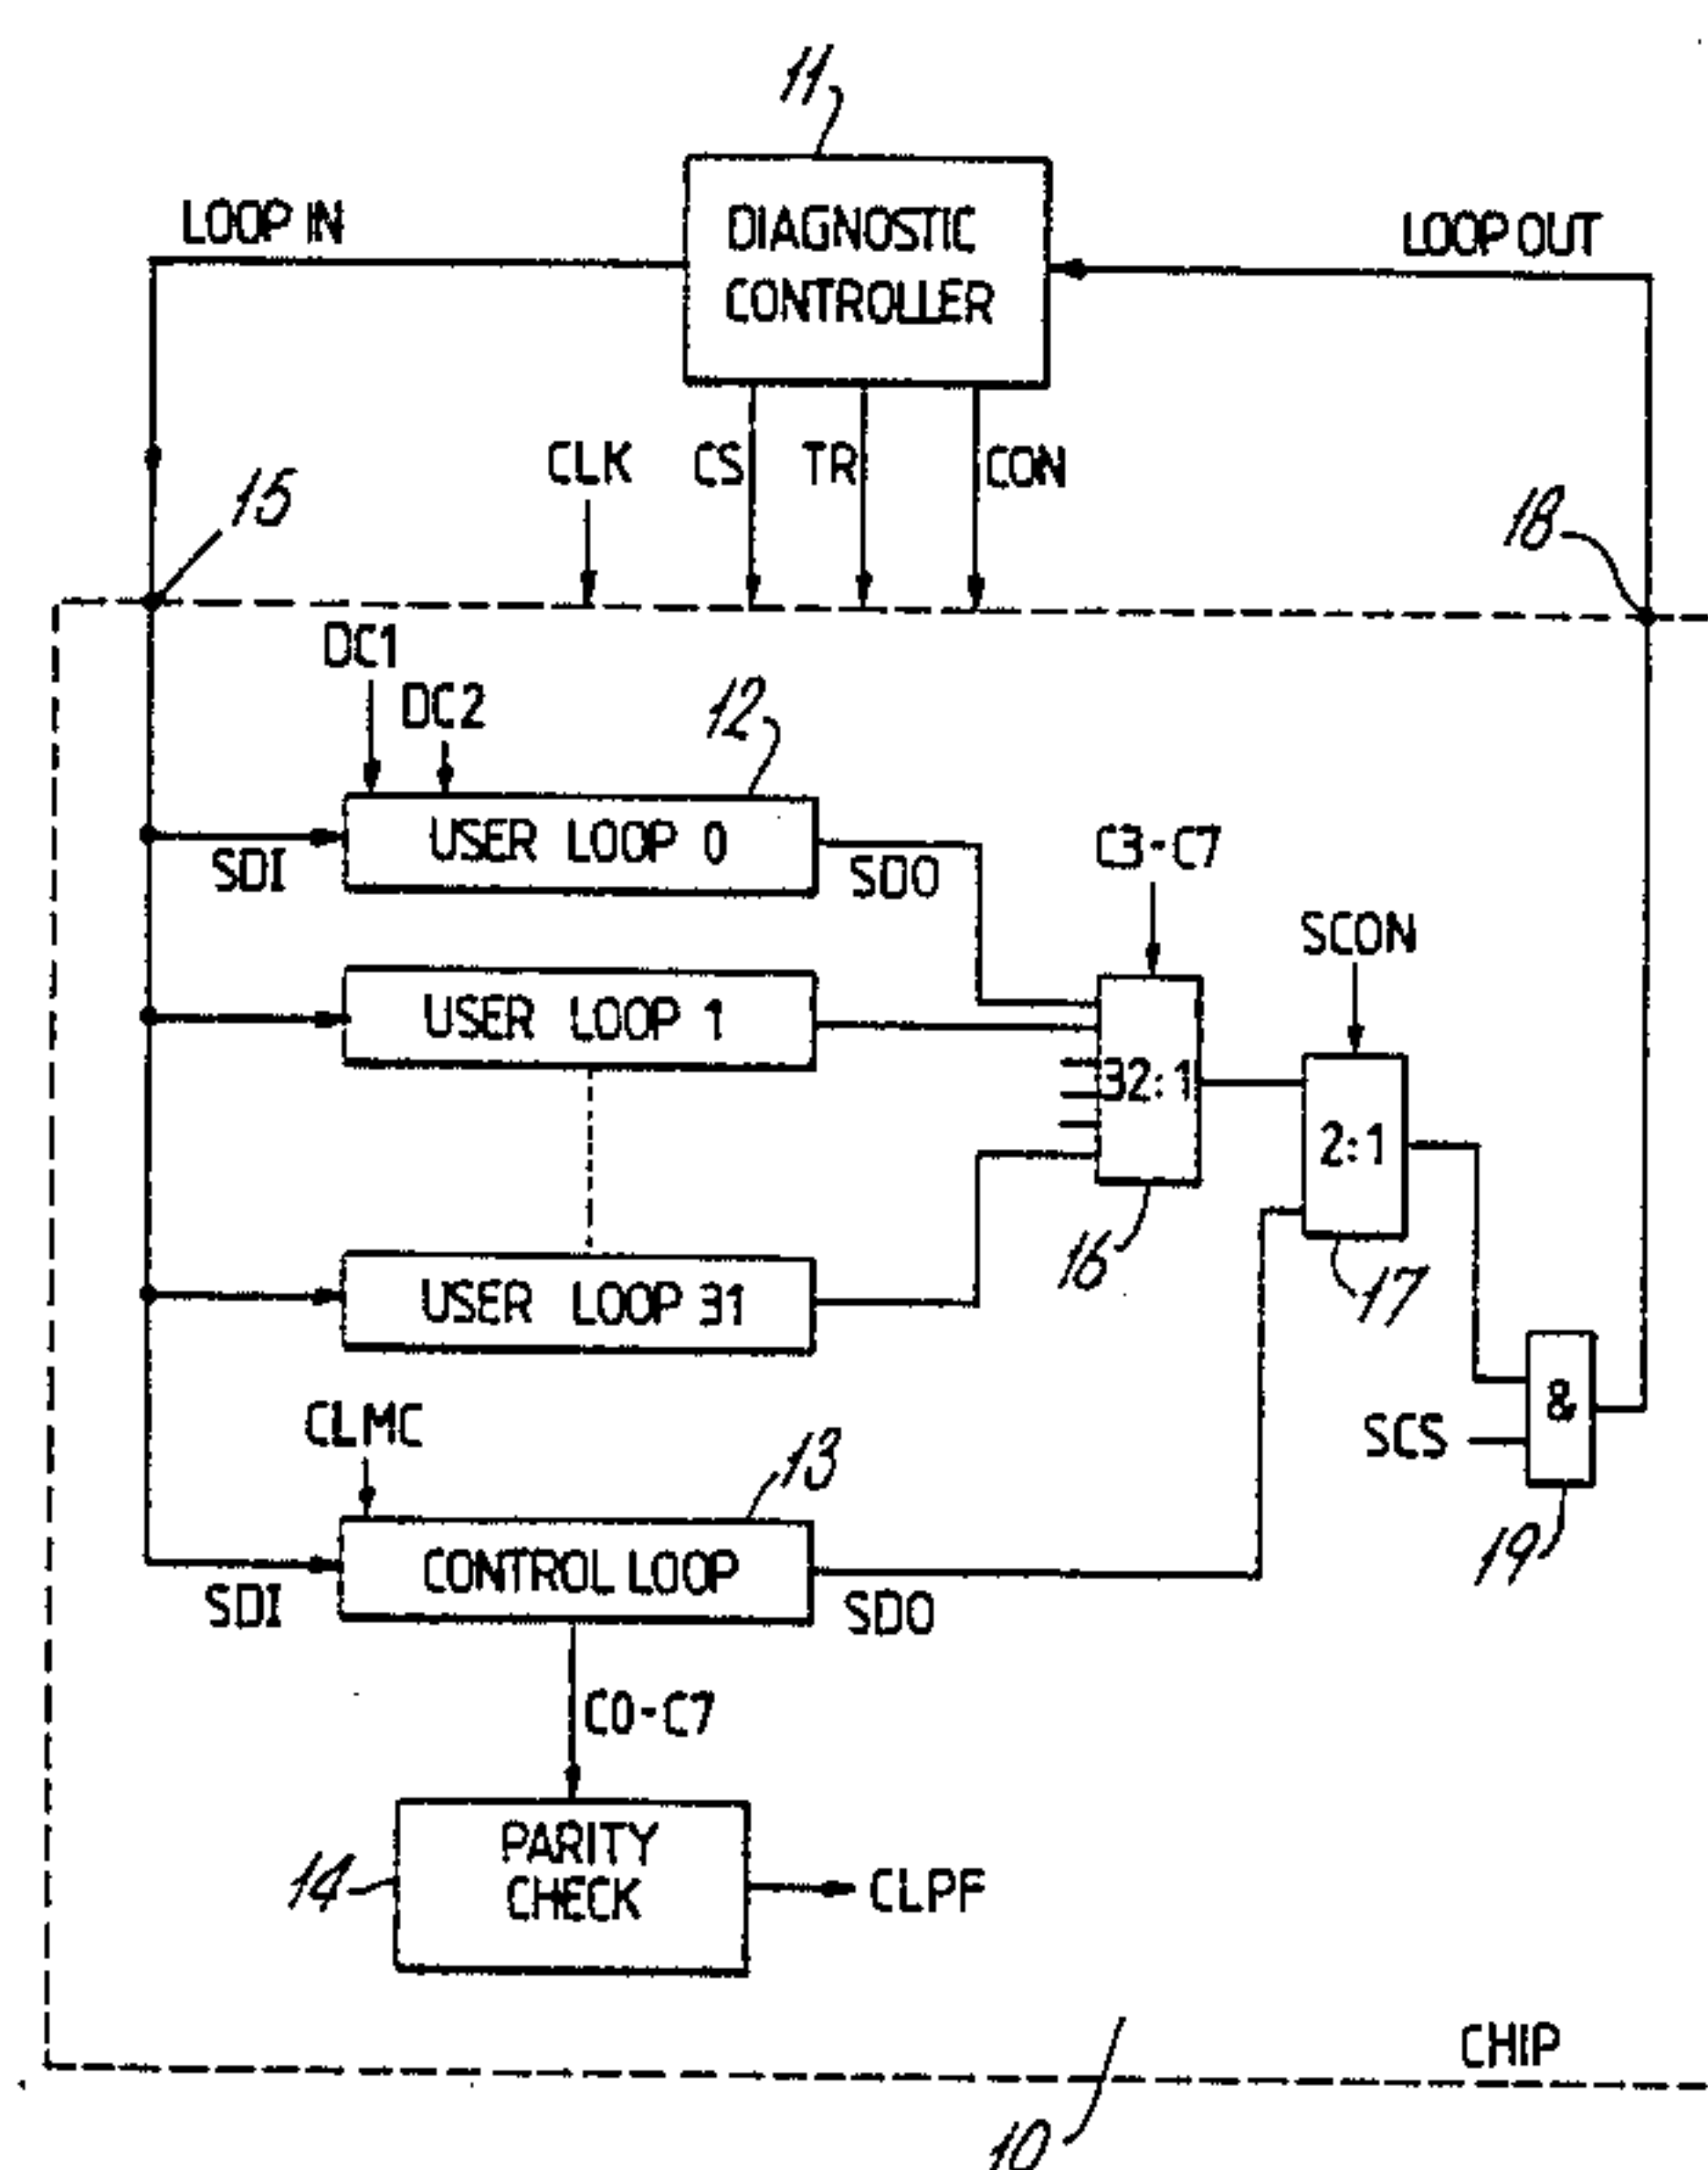 11
DIAGNOSTIC
CONTROLLER
LOOP IN
LOOP OUT
CLK
CS
TR
CON
15
18
DC1
DC2
12
USER LOOP 0
SDI
SDO
C3-C7
SCON
USER LOOP 1
32:1
2:1
16
17
USER LOOP 31
&
SCS
CLMC
13
19
CONTROL LOOP
SDI
SDO
C0-C7
PARITY
CHECK
14
CLPF
CHIP
10